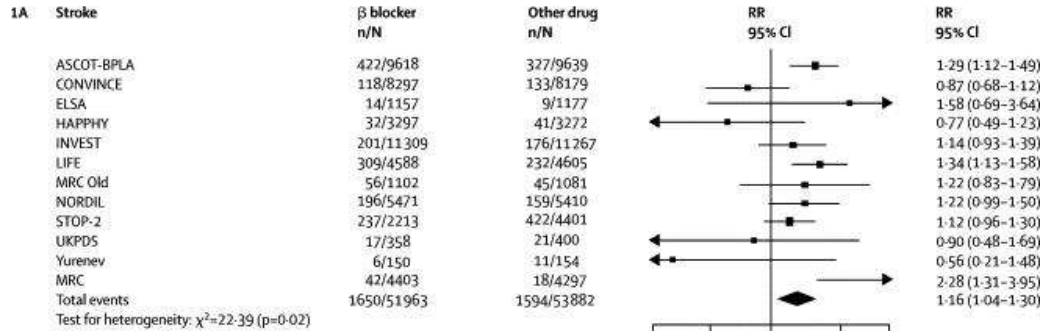 1A Stroke β blocker Other drug RR RR
n/N n/N 95% Cl 95% Cl
ASCOT-BPLA 422/9618 327/9639 1·29 (1·12–1·49)
CONVINCE 118/8297 133/8179 0·87 (0·68–1·12)
ELSA 14/1157 9/1177 1·58 (0·69–3·64)
HAPPHY 32/3297 41/3272 0·77 (0·49–1·23)
INVEST 201/11309 176/11267 1·14 (0·93–1·39)
LIFE 309/4588 232/4605 1·34 (1·13–1·58)
MRC Old 56/1102 45/1081 1·22 (0·83–1·79)
NORDIL 196/5471 159/5410 1·22 (0·99–1·50)
STOP-2 237/2213 422/4401 1·12 (0·96–1·30)
UKPDS 17/358 21/400 0·90 (0·48–1·69)
Yurenev 6/150 11/154 0·56 (0·21–1·48)
MRC 42/4403 18/4297 2·28 (1·31–3·95)
Total events 1650/51963 1594/53882 1·16 (1·04–1·30)
Test for heterogeneity: χ²=22·39 (p=0·02)